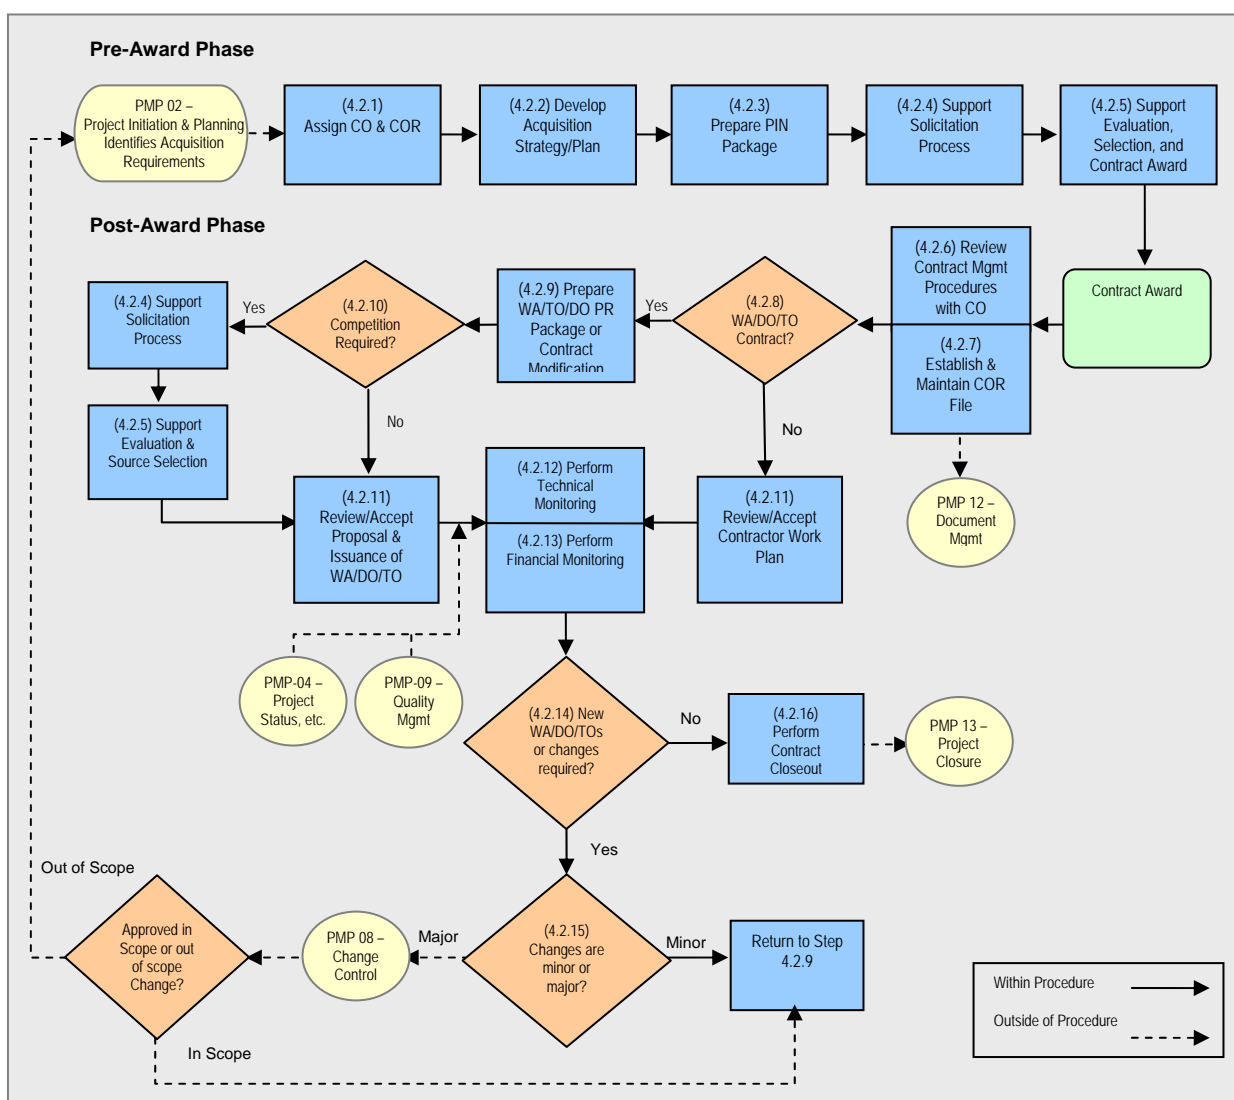 Pre-Award Phase
PMP 02 –
Project Initiation & Planning
Identifies Acquisition
Requirements
(4.2.1)
Assign CO & COR
(4.2.2) Develop
Acquisition
Strategy/Plan
(4.2.3)
Prepare PIN
Package
(4.2.4) Support
Solicitation
Process
(4.2.5) Support
Evaluation,
Selection, and
Contract Award
Post-Award Phase
(4.2.4) Support
Solicitation
Process
Yes
(4.2.10)
Competition
Required?
(4.2.9) Prepare
WA/TO/DO PR
Package or
Contract
Modification
Yes
(4.2.8)
WA/DO/TO
Contract?
(4.2.6) Review
Contract Mgmt
Procedures
with CO
(4.2.7)
Establish &
Maintain COR
File
Contract Award
No
No
(4.2.5) Support
Evaluation &
Source Selection
(4.2.11)
Review/Accept
Proposal &
Issuance of
WA/DO/TO
(4.2.12) Perform
Technical
Monitoring
(4.2.13) Perform
Financial Monitoring
(4.2.11)
Review/Accept
Contractor Work
Plan
PMP 12 –
Document
Mgmt
PMP-04 –
Project
Status, etc.
PMP-09 –
Quality
Mgmt
(4.2.14) New
WA/DO/TOs
or changes
required?
No
(4.2.16)
Perform
Contract
Closeout
PMP 13 –
Project
Closure
Yes
Out of Scope
Approved in
Scope or out
of scope
Change?
PMP 08 –
Change
Control
Major
(4.2.15)
Changes are
minor or
major?
Minor
Return to Step
4.2.9
In Scope
Within Procedure
Outside of Procedure